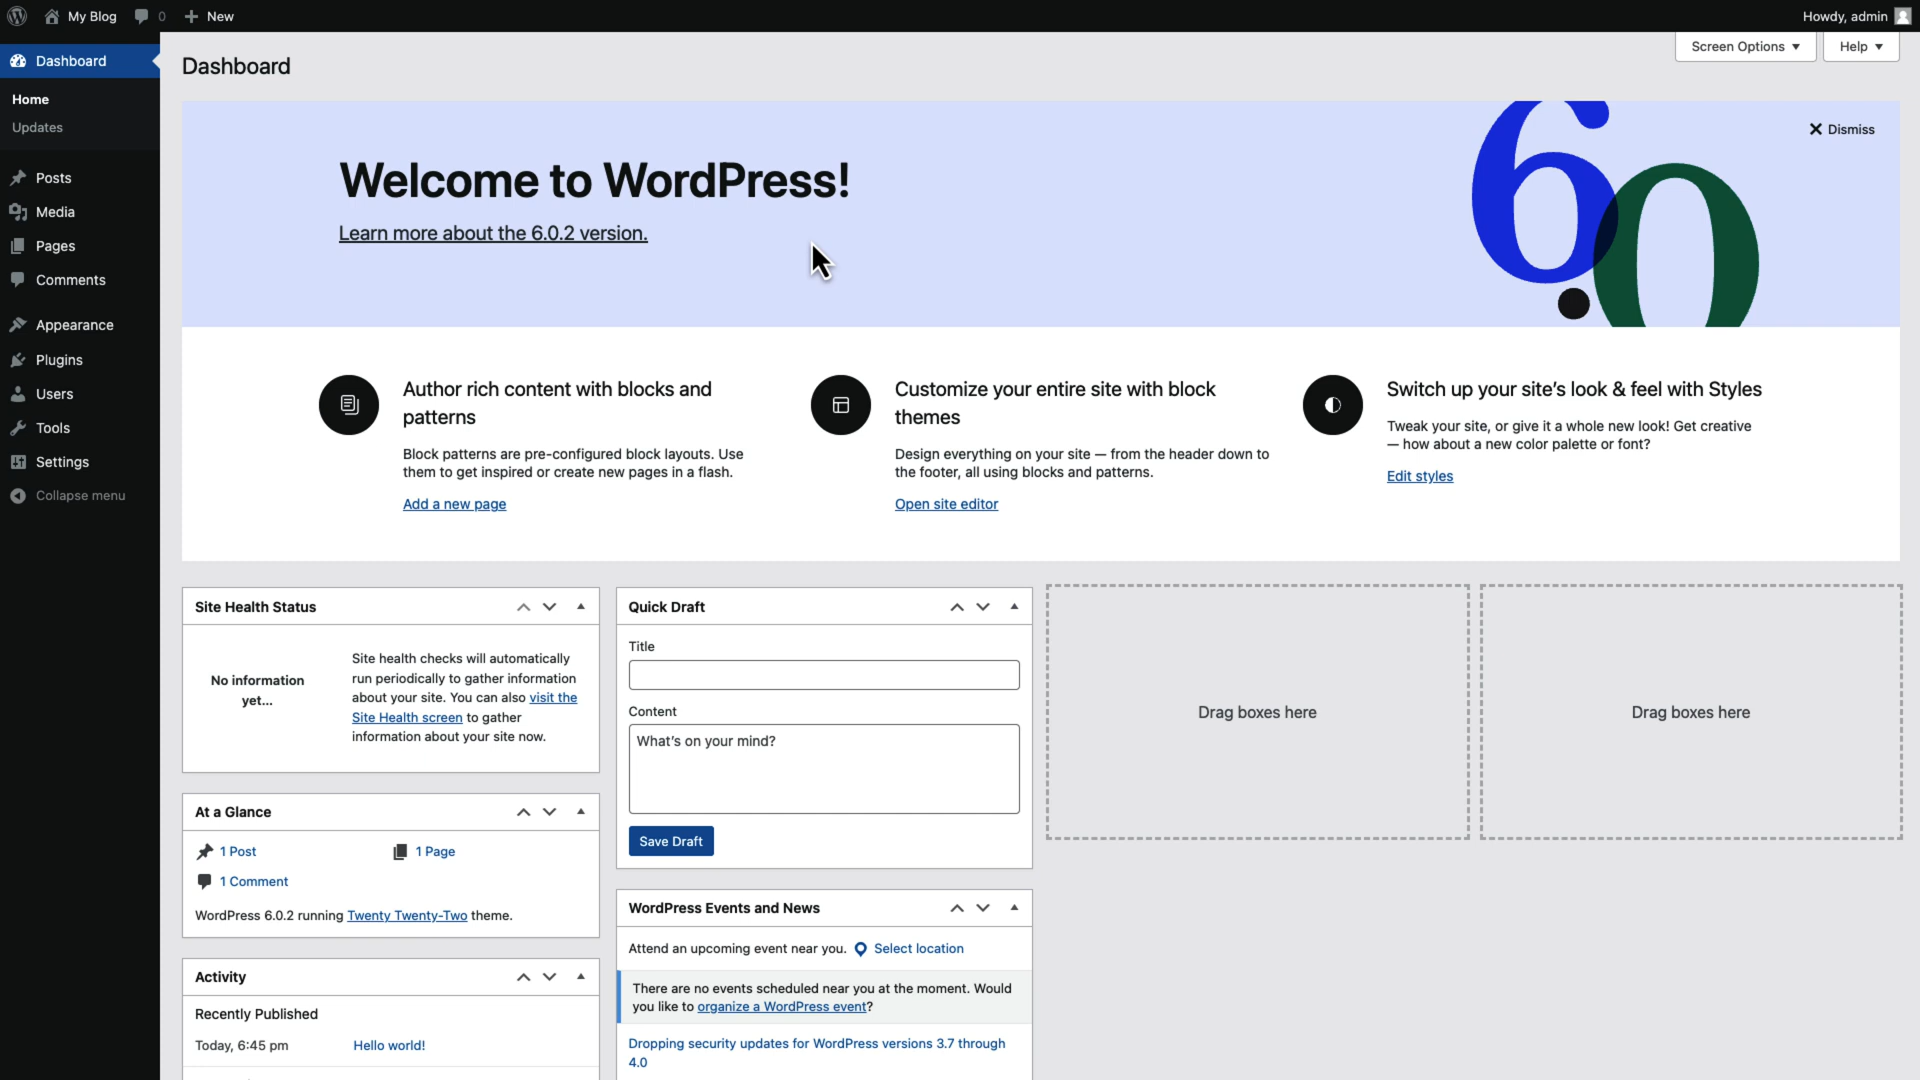 My Blog 0 New Howdy, admin
Screen Options Help
Dashboard
Home
Updates
Posts
Media
Pages
Comments
Appearance
Plugins
Users
Tools
Settings
Collapse menu
Dashboard
Dismiss
Welcome to WordPress!
Learn more about the 6.0.2 version.
6.0
Author rich content with blocks and
patterns
Block patterns are pre-configured block layouts. Use
them to get inspired or create new pages in a flash.
Add a new page
Customize your entire site with block
themes
Design everything on your site — from the header down to
the footer, all using blocks and patterns.
Open site editor
Switch up your site's look & feel with Styles
Tweak your site, or give it a whole new look! Get creative
— how about a new color palette or font?
Edit styles
Site Health Status
No information
yet...
Site health checks will automatically
run periodically to gather information
about your site. You can also visit the
Site Health screen to gather
information about your site now.
At a Glance
1 Post 1 Page
1 Comment
WordPress 6.0.2 running Twenty Twenty-Two theme.
Activity
Recently Published
Today, 6:45 pm Hello world!
Quick Draft
Title
Content
What's on your mind?
Save Draft
WordPress Events and News
Attend an upcoming event near you. Select location
There are no events scheduled near you at the moment. Would
you like to organize a WordPress event?
Dropping security updates for WordPress versions 3.7 through
4.0
Drag boxes here
Drag boxes here